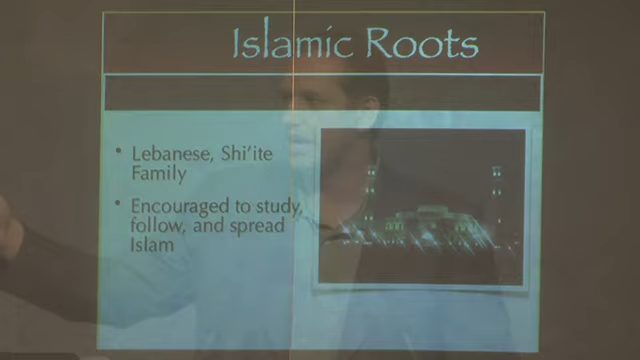 Islamic Roots
• Lebanese, Shi'ite
Family
• Encouraged to study,
follow, and spread
Islam